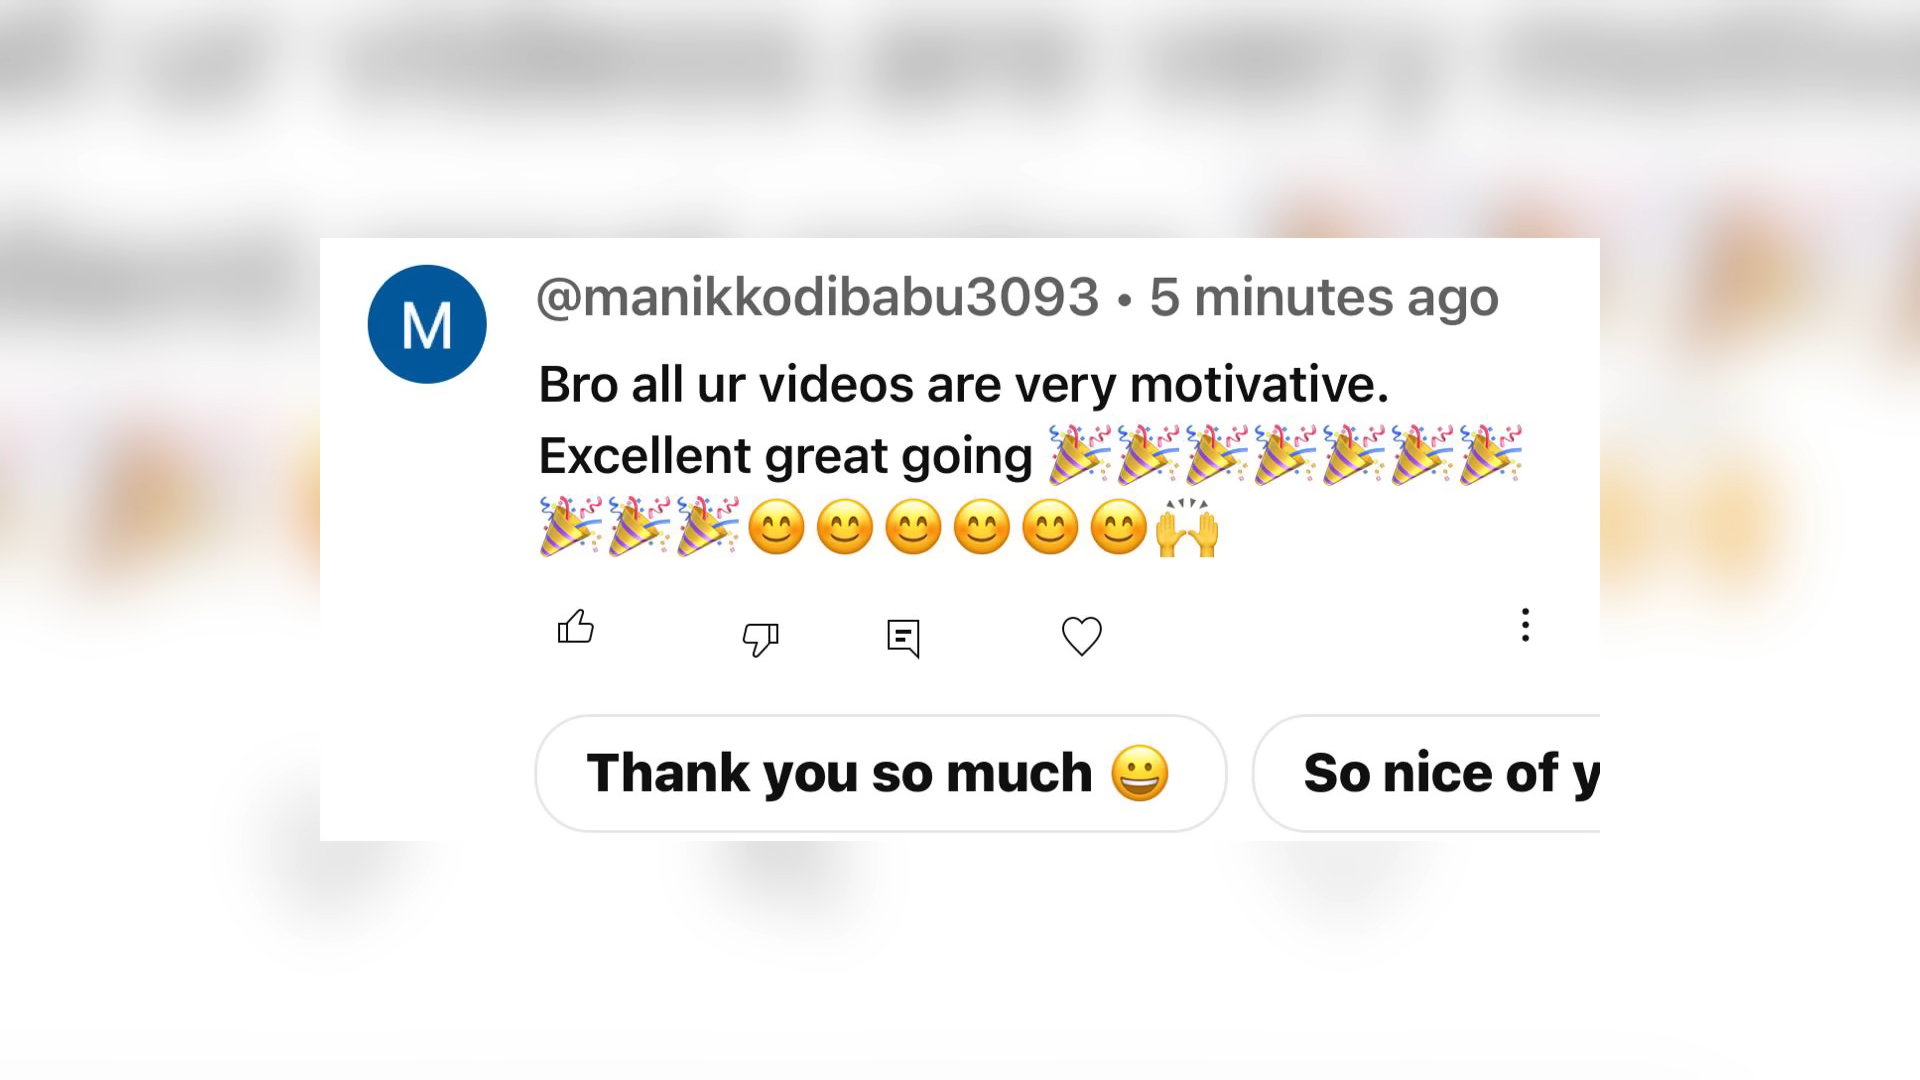 M
@manikkodibabu3093 • 5 minutes ago
Bro all ur videos are very motivative.
Excellent great going 🎉🎉🎉🎉🎉🎉🎉
🎉🎉🎉😊😊😊😊😊😊🙌
Thank you so much 😀
So nice of y